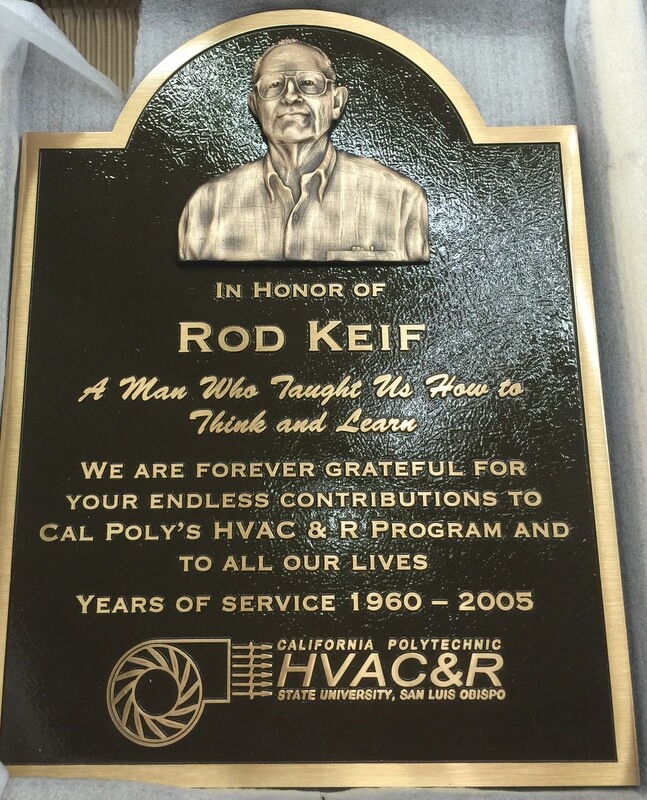 In Honor of
Rod Keif
A Man Who Taught Us How to
Think and Learn
We are forever grateful for
your endless contributions to
Cal Poly's HVAC & R Program and
to all our lives
Years of service 1960 – 2005
CALIFORNIA POLYTECHNIC
HVAC&R
STATE UNIVERSITY, SAN LUIS OBISPO